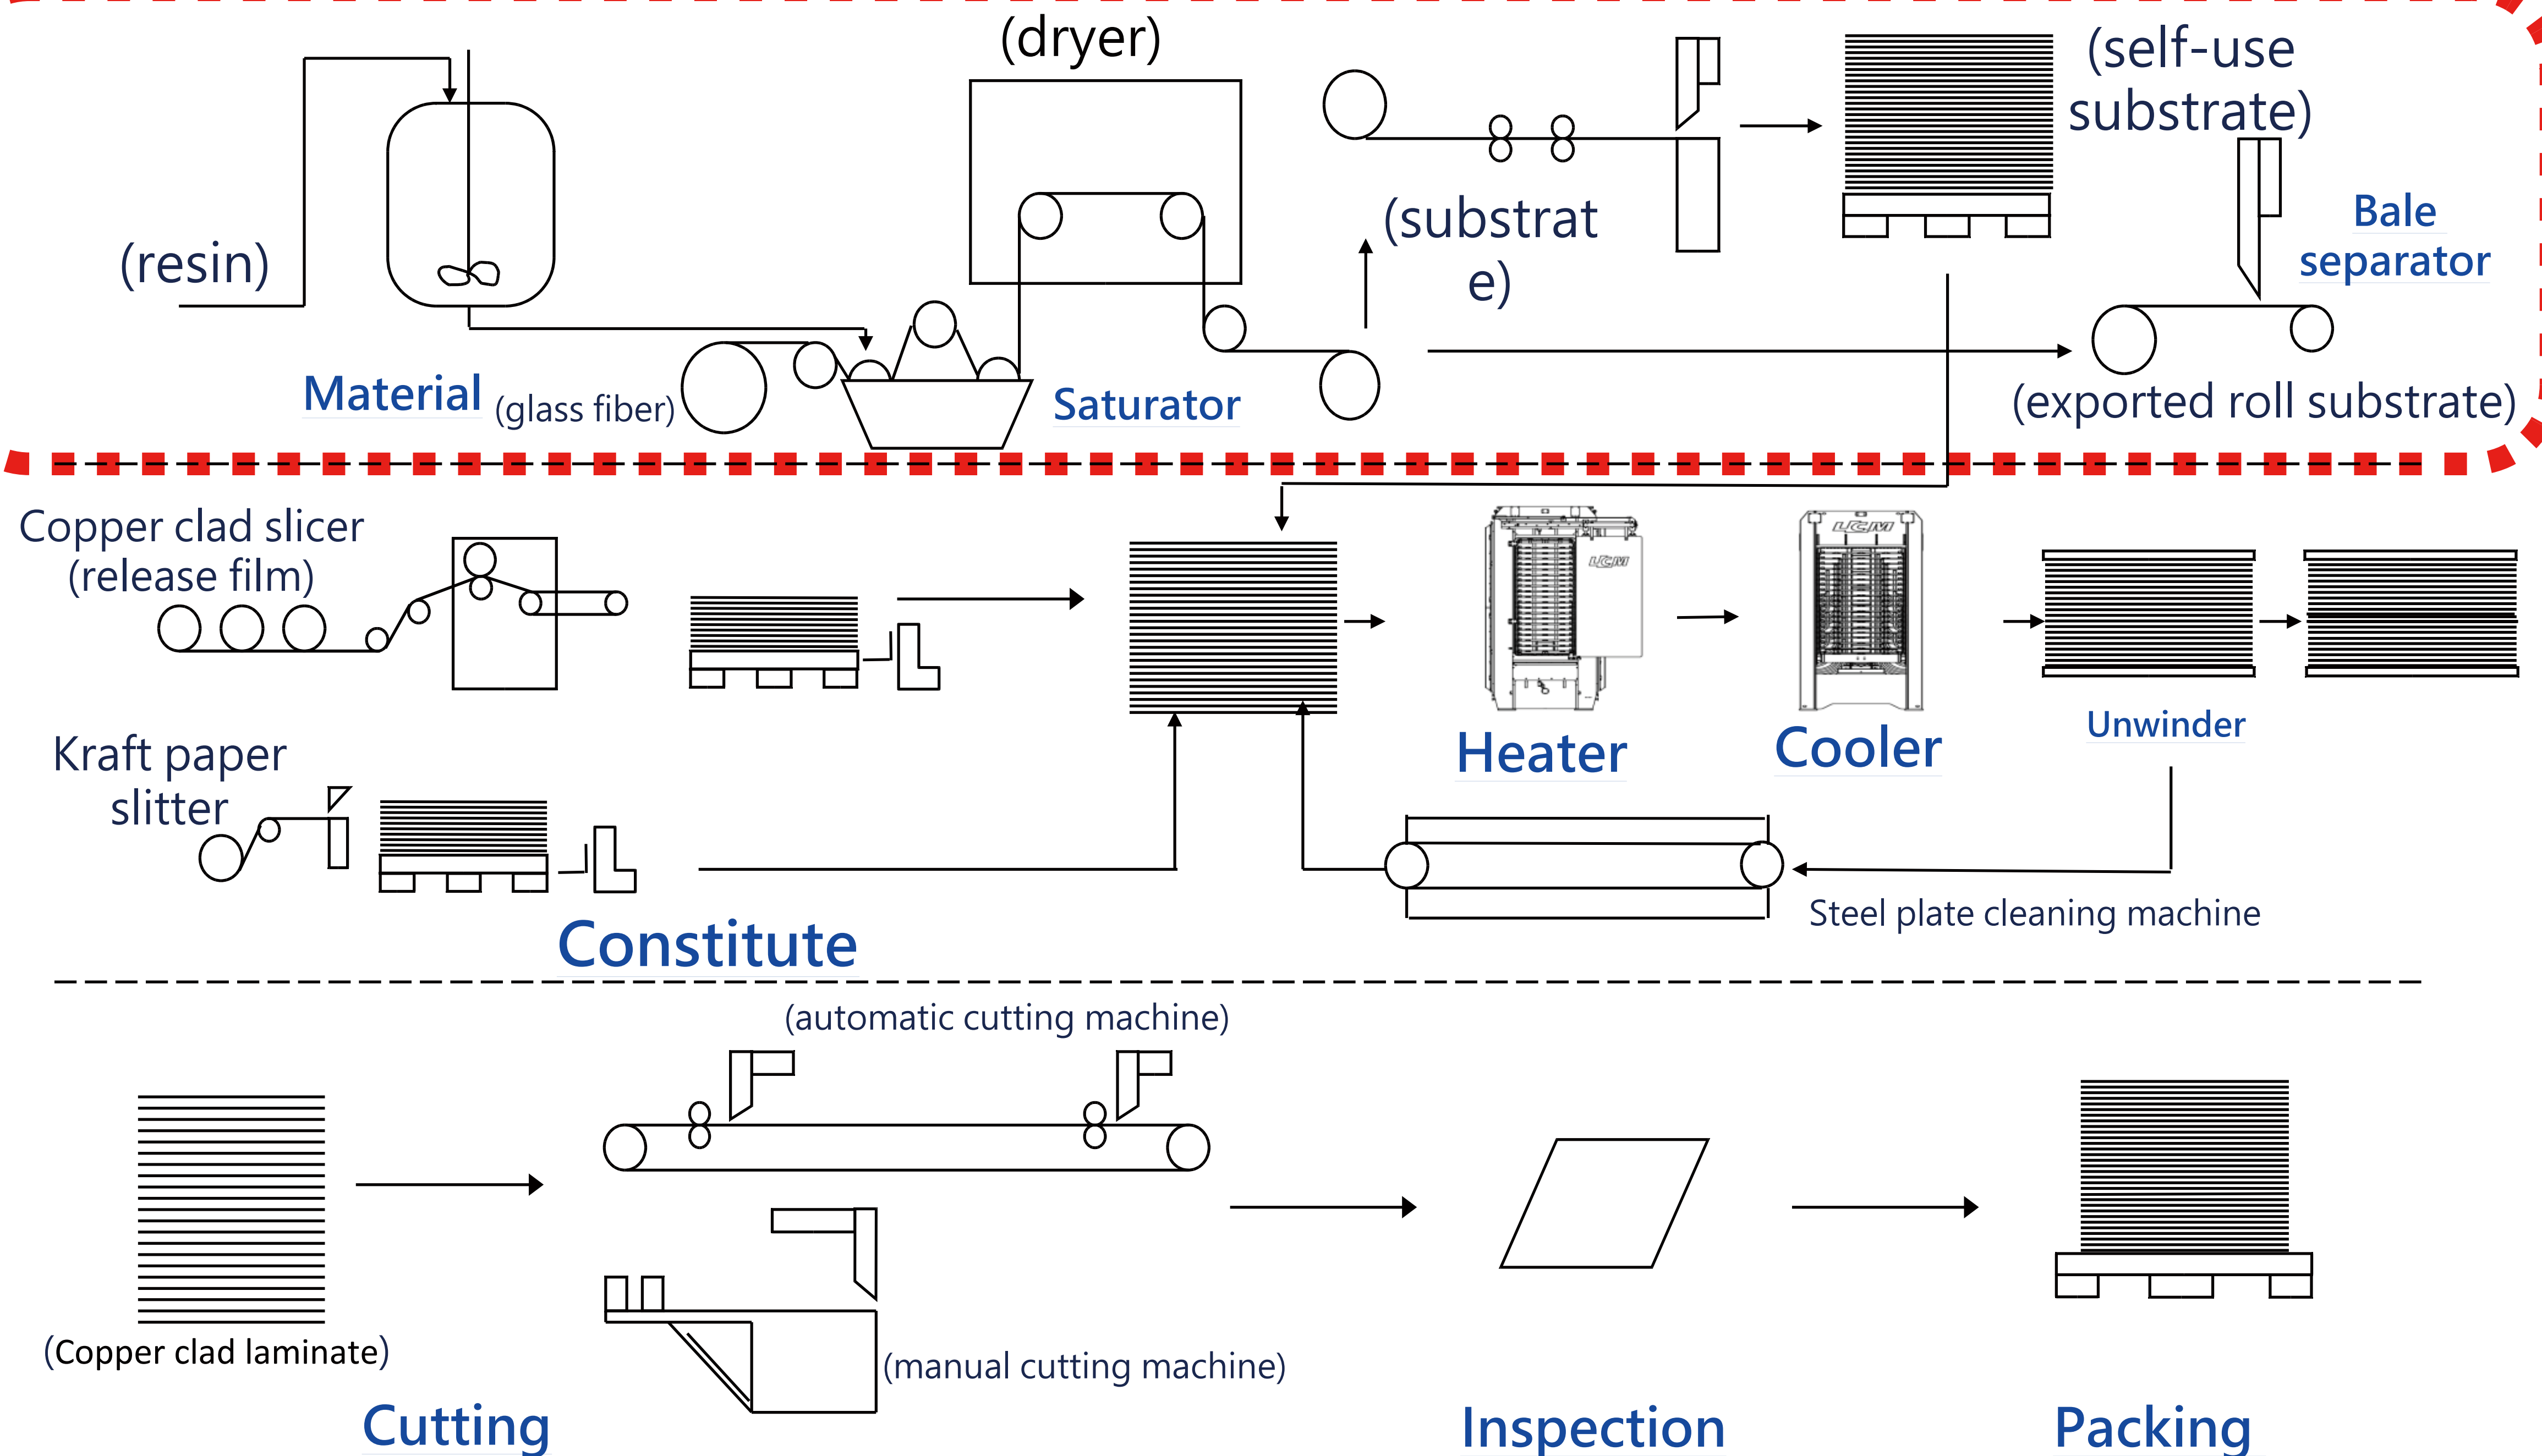 (dryer)
(self-use
substrate)
(resin)
(substrat
e)
Bale
separator
Material
(glass fiber)
Saturator
(exported roll substrate)
Copper clad slicer
(release film)
LCM
LCM
Heater
Cooler
Unwinder
Kraft paper
slitter
Steel plate cleaning machine
Constitute
(automatic cutting machine)
(Copper clad laminate)
(manual cutting machine)
Cutting
Inspection
Packing